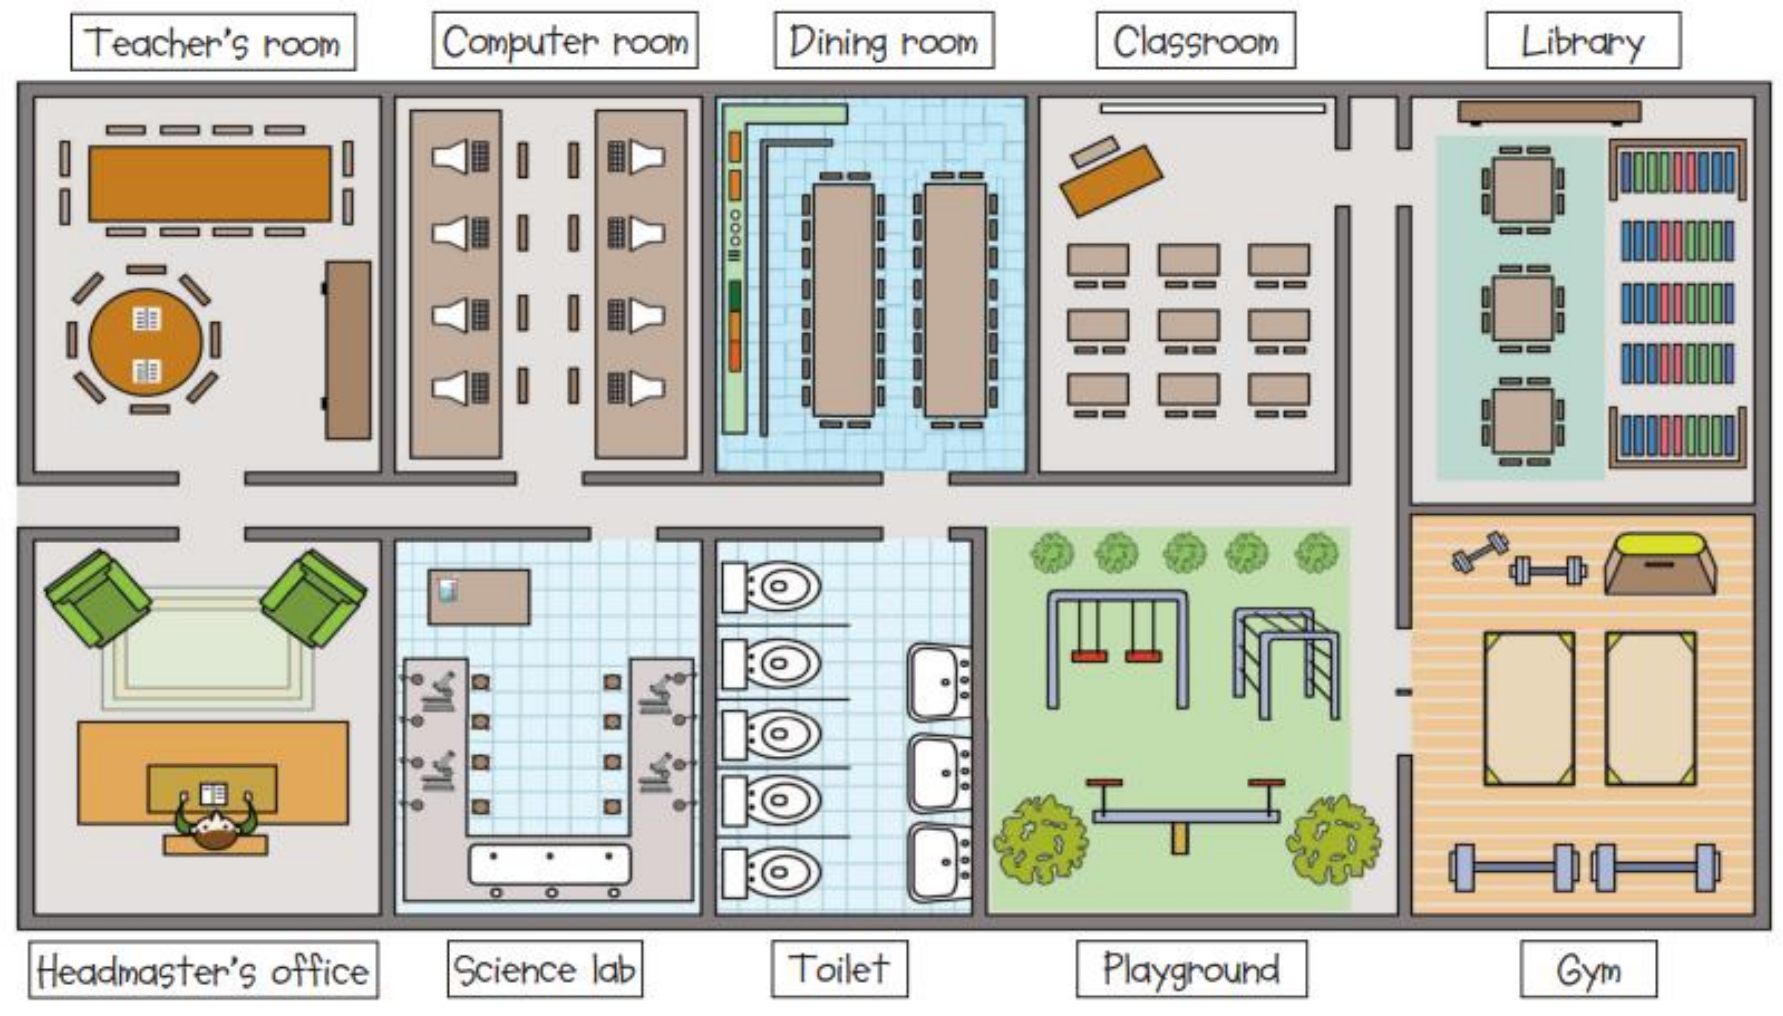 Teacher's room
Computer room
Dining room
Classroom
Library
Headmaster's office
Science lab
Toilet
Playground
Gym